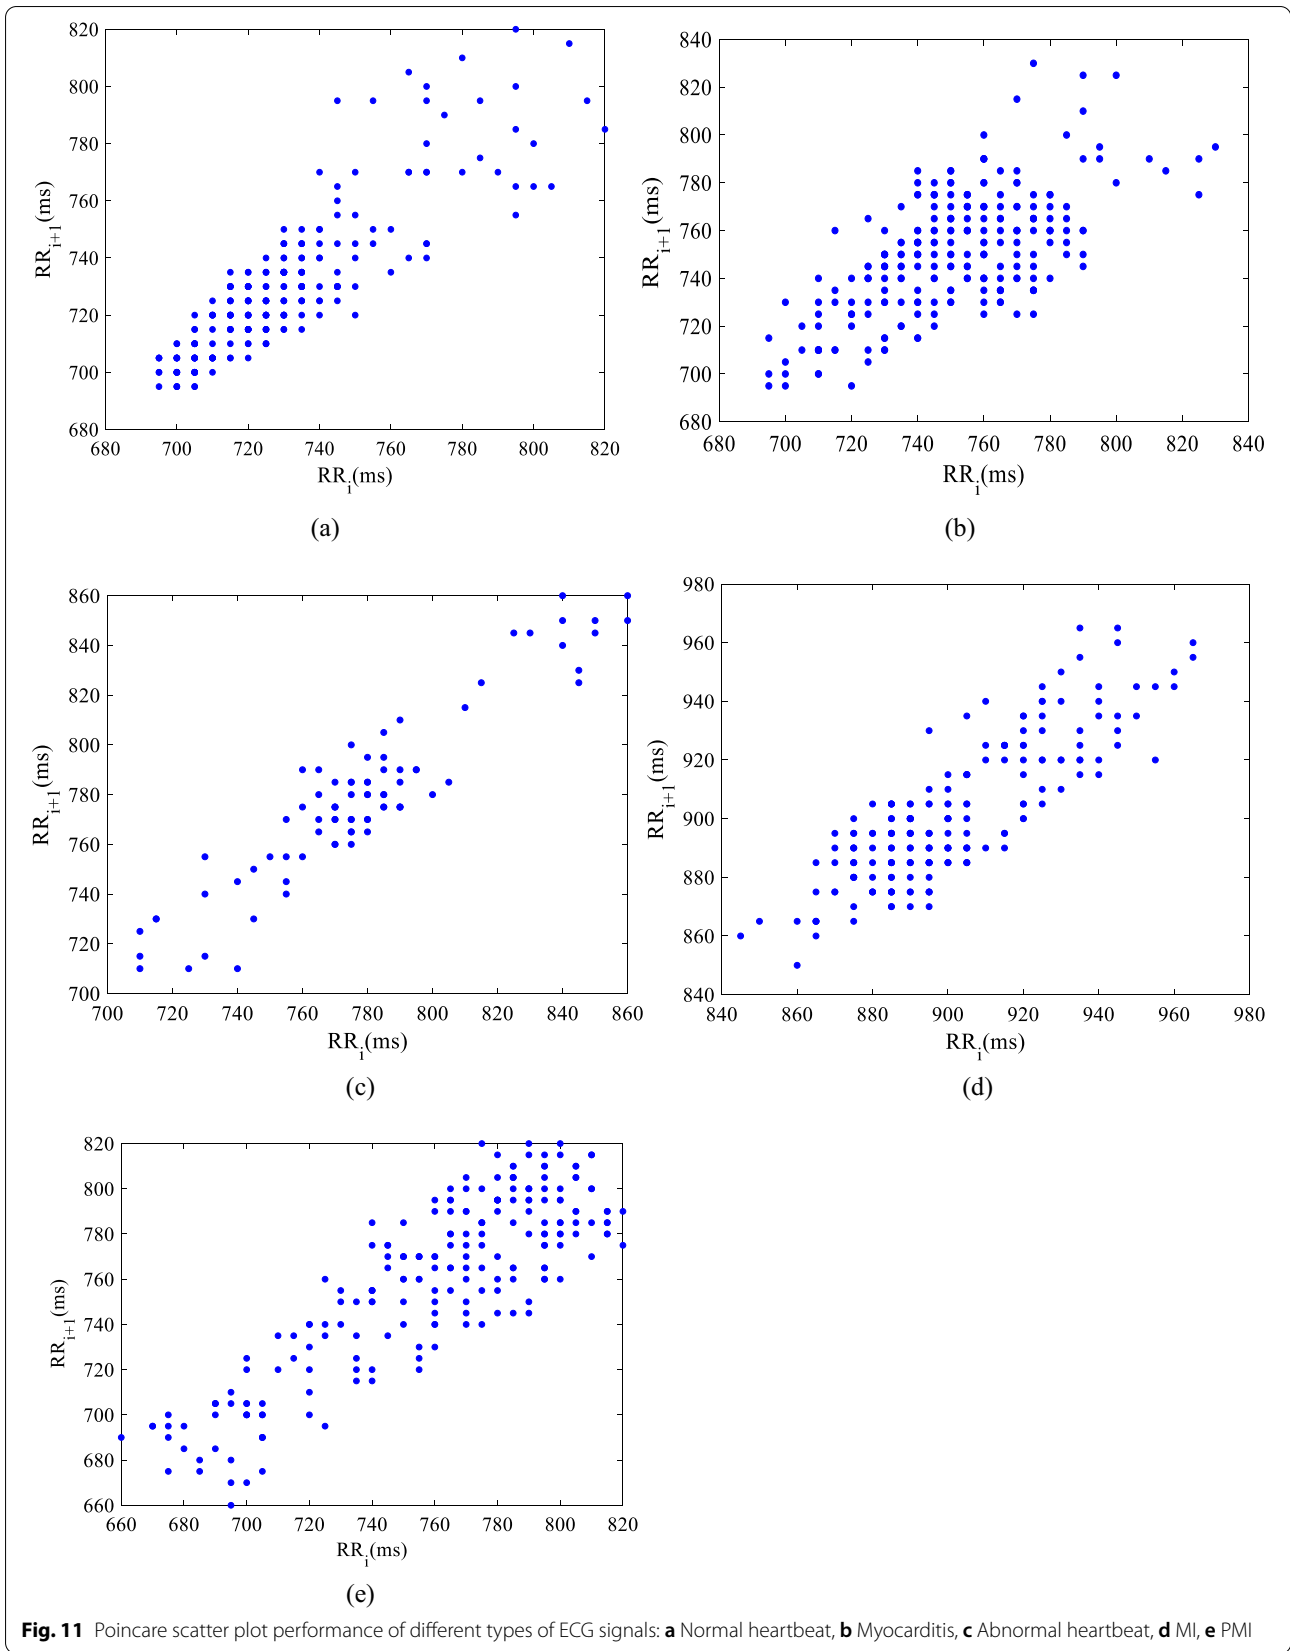 820
800
780
760
740
720
700
680
RR_{i+1}(ms)
680 700 720 740 760 780 800 820
RR_i(ms)
(a)
840
820
800
780
760
740
720
700
680
RR_{i+1}(ms)
680 700 720 740 760 780 800 820 840
RR_i(ms)
(b)
860
840
820
800
780
760
740
720
700
RR_{i+1}(ms)
700 720 740 760 780 800 820 840 860
RR_i(ms)
(c)
980
960
940
920
900
880
860
840
RR_{i+1}(ms)
840 860 880 900 920 940 960 980
RR_i(ms)
(d)
820
800
780
760
740
720
700
680
660
RR_{i+1}(ms)
660 680 700 720 740 760 780 800 820
RR_i(ms)
(e)
Fig. 11 Poincare scatter plot performance of different types of ECG signals: a Normal heartbeat, b Myocarditis, c Abnormal heartbeat, d MI, e PMI